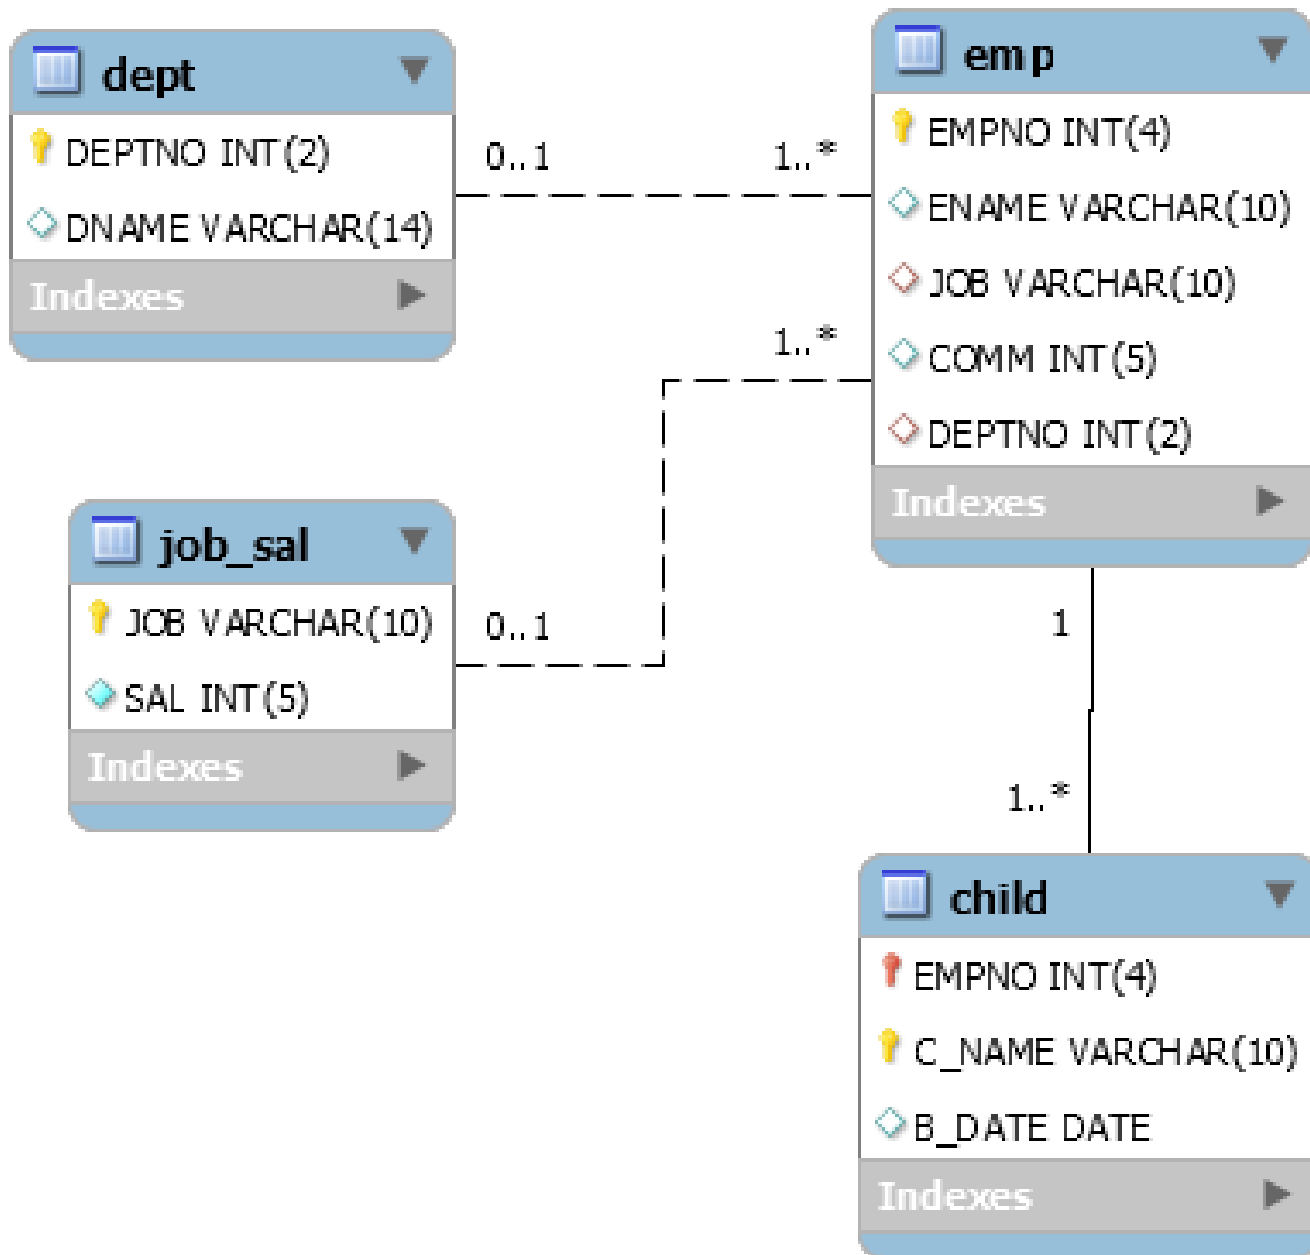 dept
DEPTNO INT(2)
DNAME VARCHAR(14)
Indexes
0..1
1..*
emp
EMPNO INT(4)
ENAME VARCHAR(10)
JOB VARCHAR(10)
COMM INT(5)
DEPTNO INT(2)
Indexes
1..*
job_sal
JOB VARCHAR(10)
SAL INT(5)
Indexes
0..1
1
1..*
child
EMPNO INT(4)
C_NAME VARCHAR(10)
B_DATE DATE
Indexes